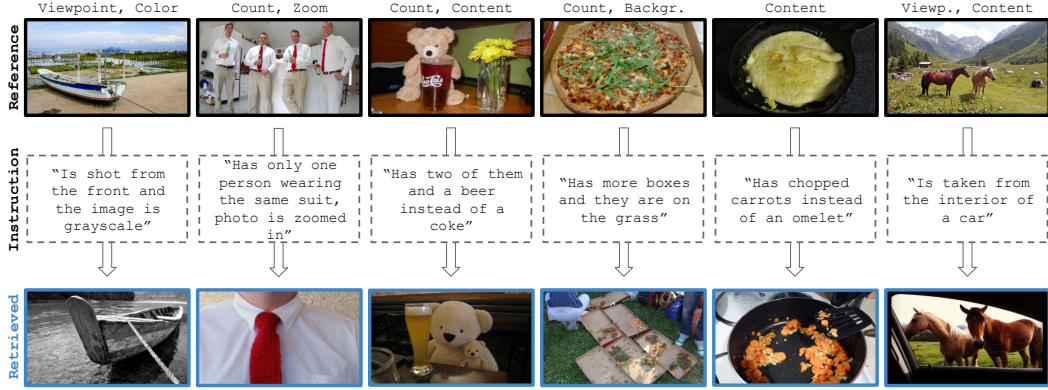 Viewpoint, Color
Count, Zoom
Count, Content
Count, Backgr.
Content
Viewp., Content
Reference
Instruction
“Is shot from
the front and
the image is
grayscale”
“Has only one
person wearing
the same suit,
photo is zoomed
in”
“Has two of them
and a beer
instead of a
coke”
“Has more boxes
and they are on
the grass”
“Has chopped
carrots instead
of an omelet”
“Is taken from
the interior of
a car”
Retrieved